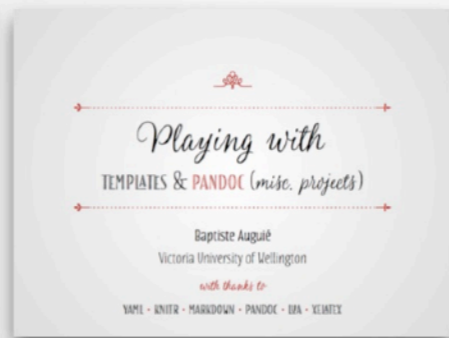 Playing with
TEMPLATES & PANDOC (misc. projects)
Baptiste Auguié
Victoria University of Wellington
with thanks to
YAML - KNITR - MARKDOWN - PANDOC - - XELATEX